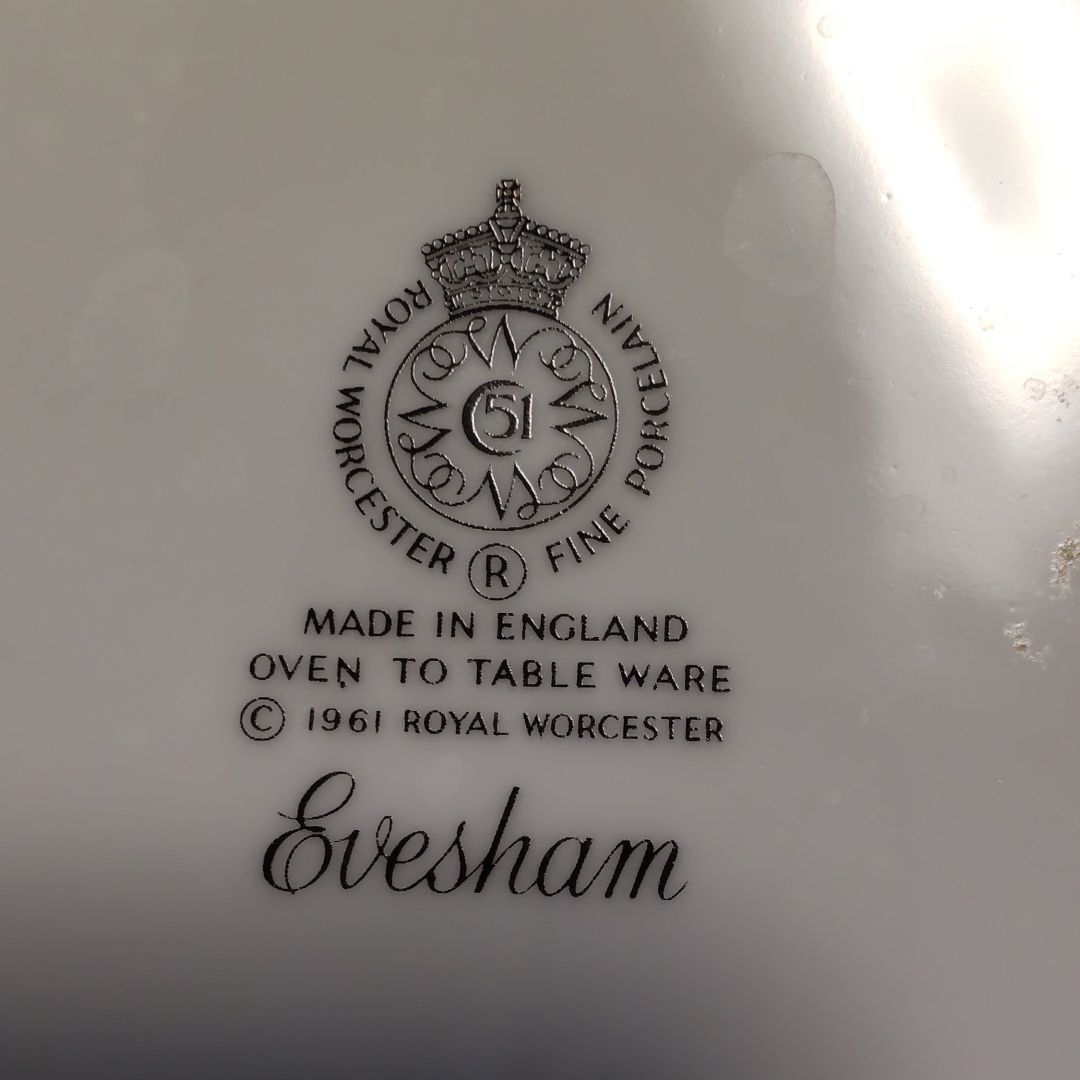 ROYAL WORCESTER ® FINE PORCELAIN
51
MADE IN ENGLAND
OVEN TO TABLE WARE
© 1961 ROYAL WORCESTER
Evesham